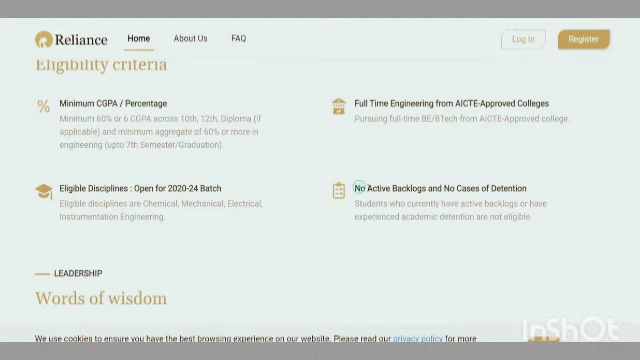 Reliance Home About Us FAQ Log In Register
Eligibility criteria
Minimum CGPA / Percentage
Minimum 60% or 6 CGPA across 10th, 12th, Diploma (if
applicable) and minimum aggregate of 60% or more in
engineering (upto 7th Semester/Graduation).
Full Time Engineering from AICTE-Approved Colleges
Pursuing full-time BE/BTech from AICTE-Approved college.
Eligible Disciplines : Open for 2020-24 Batch
Eligible disciplines are Chemical, Mechanical, Electrical,
Instrumentation Engineering.
No Active Backlogs and No Cases of Detention
Students who currently have active backlogs or have
experienced academic detention are not eligible.
LEADERSHIP
Words of wisdom
We use cookies to ensure you have the best browsing experience on our website. Please read our privacy policy for more
InShOt